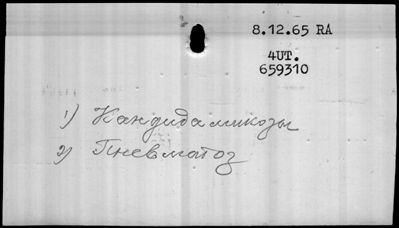 8.12.65 RA
4UT.
659310
1) Кандидамикозы
2) Пневматоз